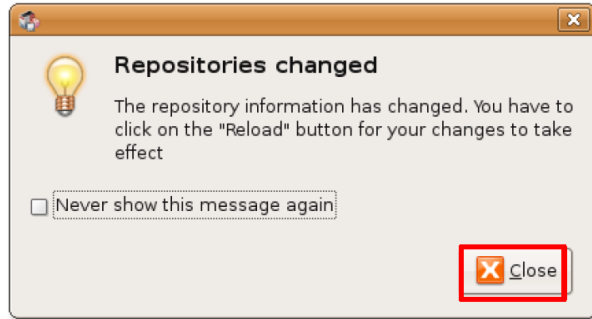 Repositories changed
The repository information has changed. You have to
click on the "Reload" button for your changes to take
effect
Never show this message again
Close